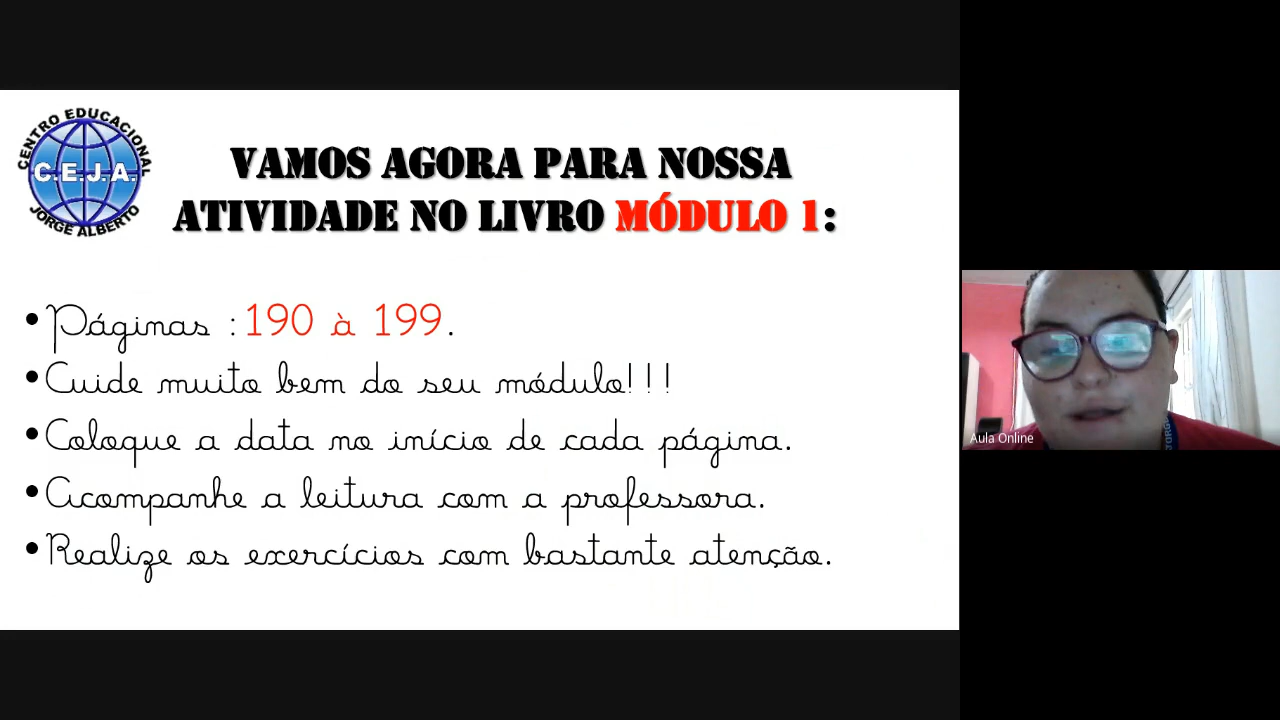 CENTRO EDUCACIONAL
C.E.J.A.
JORGE ALBERTO
VAMOS AGORA PARA NOSSA
ATIVIDADE NO LIVRO MÓDULO 1:
•Páginas : 190 à 199.
•Cuide muito bem do seu módulo!!!
•Coloque a data no início de cada página.
•Acompanhe a leitura com a professora.
•Realize os exercícios com bastante atenção.
Aula Online
JORGE